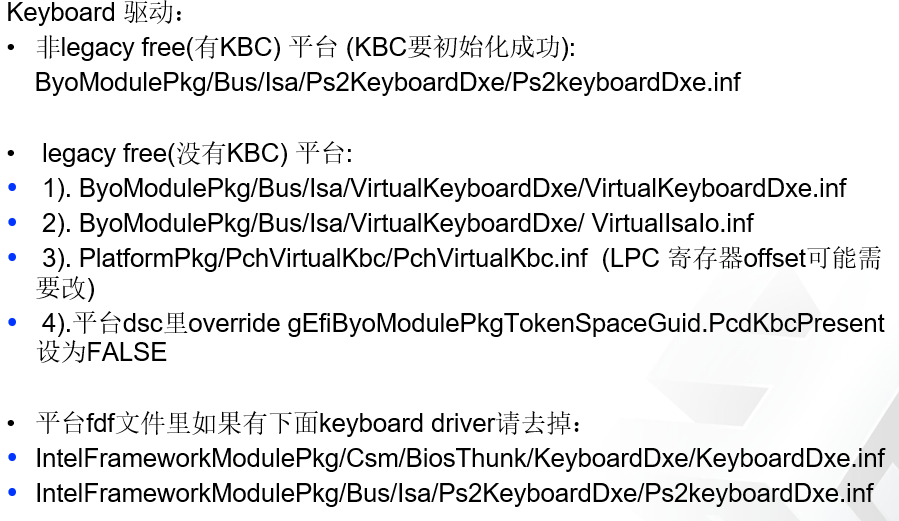 Keyboard 驱动：
• 非legacy free(有KBC) 平台 (KBC要初始化成功):
ByoModulePkg/Bus/Isa/Ps2KeyboardDxe/Ps2keyboardDxe.inf
• legacy free(没有KBC) 平台:
• 1). ByoModulePkg/Bus/Isa/VirtualKeyboardDxe/VirtualKeyboardDxe.inf
• 2). ByoModulePkg/Bus/Isa/VirtualKeyboardDxe/ VirtualIsaIo.inf
• 3). PlatformPkg/PchVirtualKbc/PchVirtualKbc.inf (LPC 寄存器offset可能需
要改)
• 4).平台dsc里override gEfiByoModulePkgTokenSpaceGuid.PcdKbcPresent
设为FALSE
• 平台fdf文件里如果有下面keyboard driver请去掉：
• IntelFrameworkModulePkg/Csm/BiosThunk/KeyboardDxe/KeyboardDxe.inf
• IntelFrameworkModulePkg/Bus/Isa/Ps2KeyboardDxe/Ps2keyboardDxe.inf